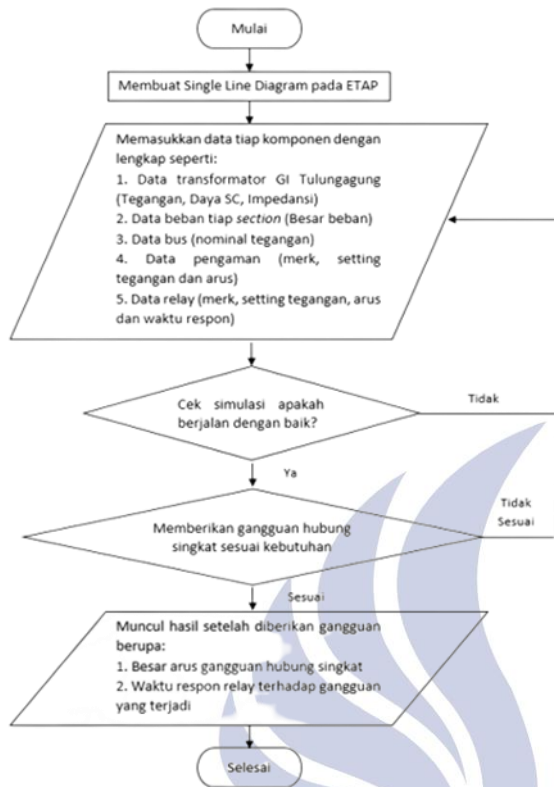 Mulai
Membuat Single Line Diagram pada ETAP
Memasukkan data tiap komponen dengan
lengkap seperti:
1. Data transformator GI Tulungagung
(Tegangan, Daya SC, Impedansi)
2. Data beban tiap section (Besar beban)
3. Data bus (nominal tegangan)
4. Data pengaman (merk, setting
tegangan dan arus)
5. Data relay (merk, setting tegangan, arus
dan waktu respon)
Cek simulasi apakah
berjalan dengan baik?
Tidak
Ya
Memberikan gangguan hubung
singkat sesuai kebutuhan
Tidak
Sesuai
Sesuai
Muncul hasil setelah diberikan gangguan
berupa:
1. Besar arus gangguan hubung singkat
2. Waktu respon relay terhadap gangguan
yang terjadi
Selesai